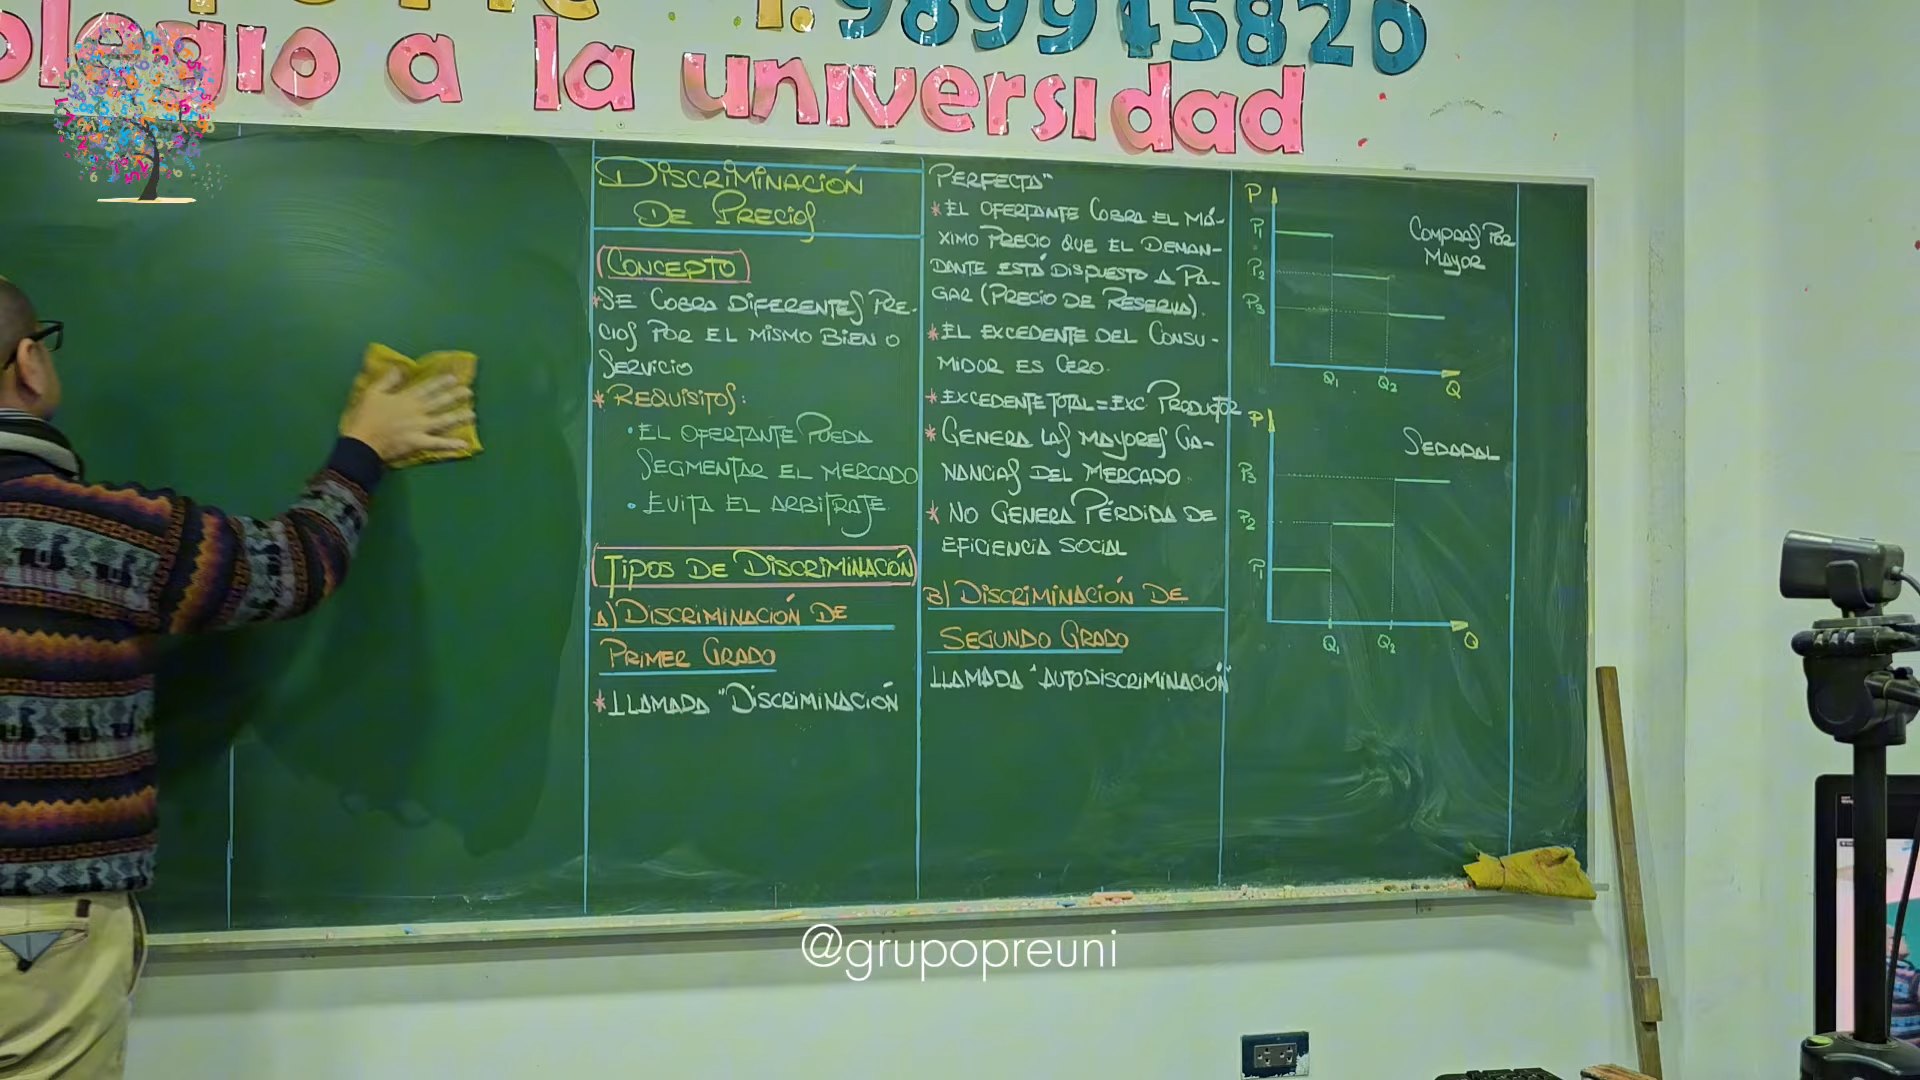 T. 989945820
olegio a la universidad
DISCRIMINACIÓN
DE PRECIOS
CONCEPTO
*SE COBRA DIFERENTES PRE-
CIOS POR EL MISMO BIEN O
SERVICIO
*REQUISITOS:
• EL OFERTANTE PUEDA
SEGMENTAR EL MERCADO
• EVITA EL ARBITRAJE
TIPOS DE DISCRIMINACIÓN
A) DISCRIMINACIÓN DE
PRIMER GRADO
*LLAMADA "DISCRIMINACIÓN
PERFECTA"
*EL OFERTANTE COBRA EL MÁ-
XIMO PRECIO QUE EL DEMAN-
DANTE ESTÁ DISPUESTO A PA-
GAR (PRECIO DE RESERVA).
*EL EXCEDENTE DEL CONSU-
MIDOR ES CERO.
*EXCEDENTE TOTAL = EXC PRODUCTOR
*GENERA LAS MAYORES GA-
NANCIAS DEL MERCADO
*NO GENERA PÉRDIDA DE
EFICIENCIA SOCIAL
B) DISCRIMINACIÓN DE
SEGUNDO GRADO
LLAMADA "AUTODISCRIMINACIÓN"
P
P1
P2
P3
COMPRAS POR
MAYOR
Q1 Q2 Q
P
SEDAPAL
P3
P2
P1
Q1 Q2 Q
@grupopreuni